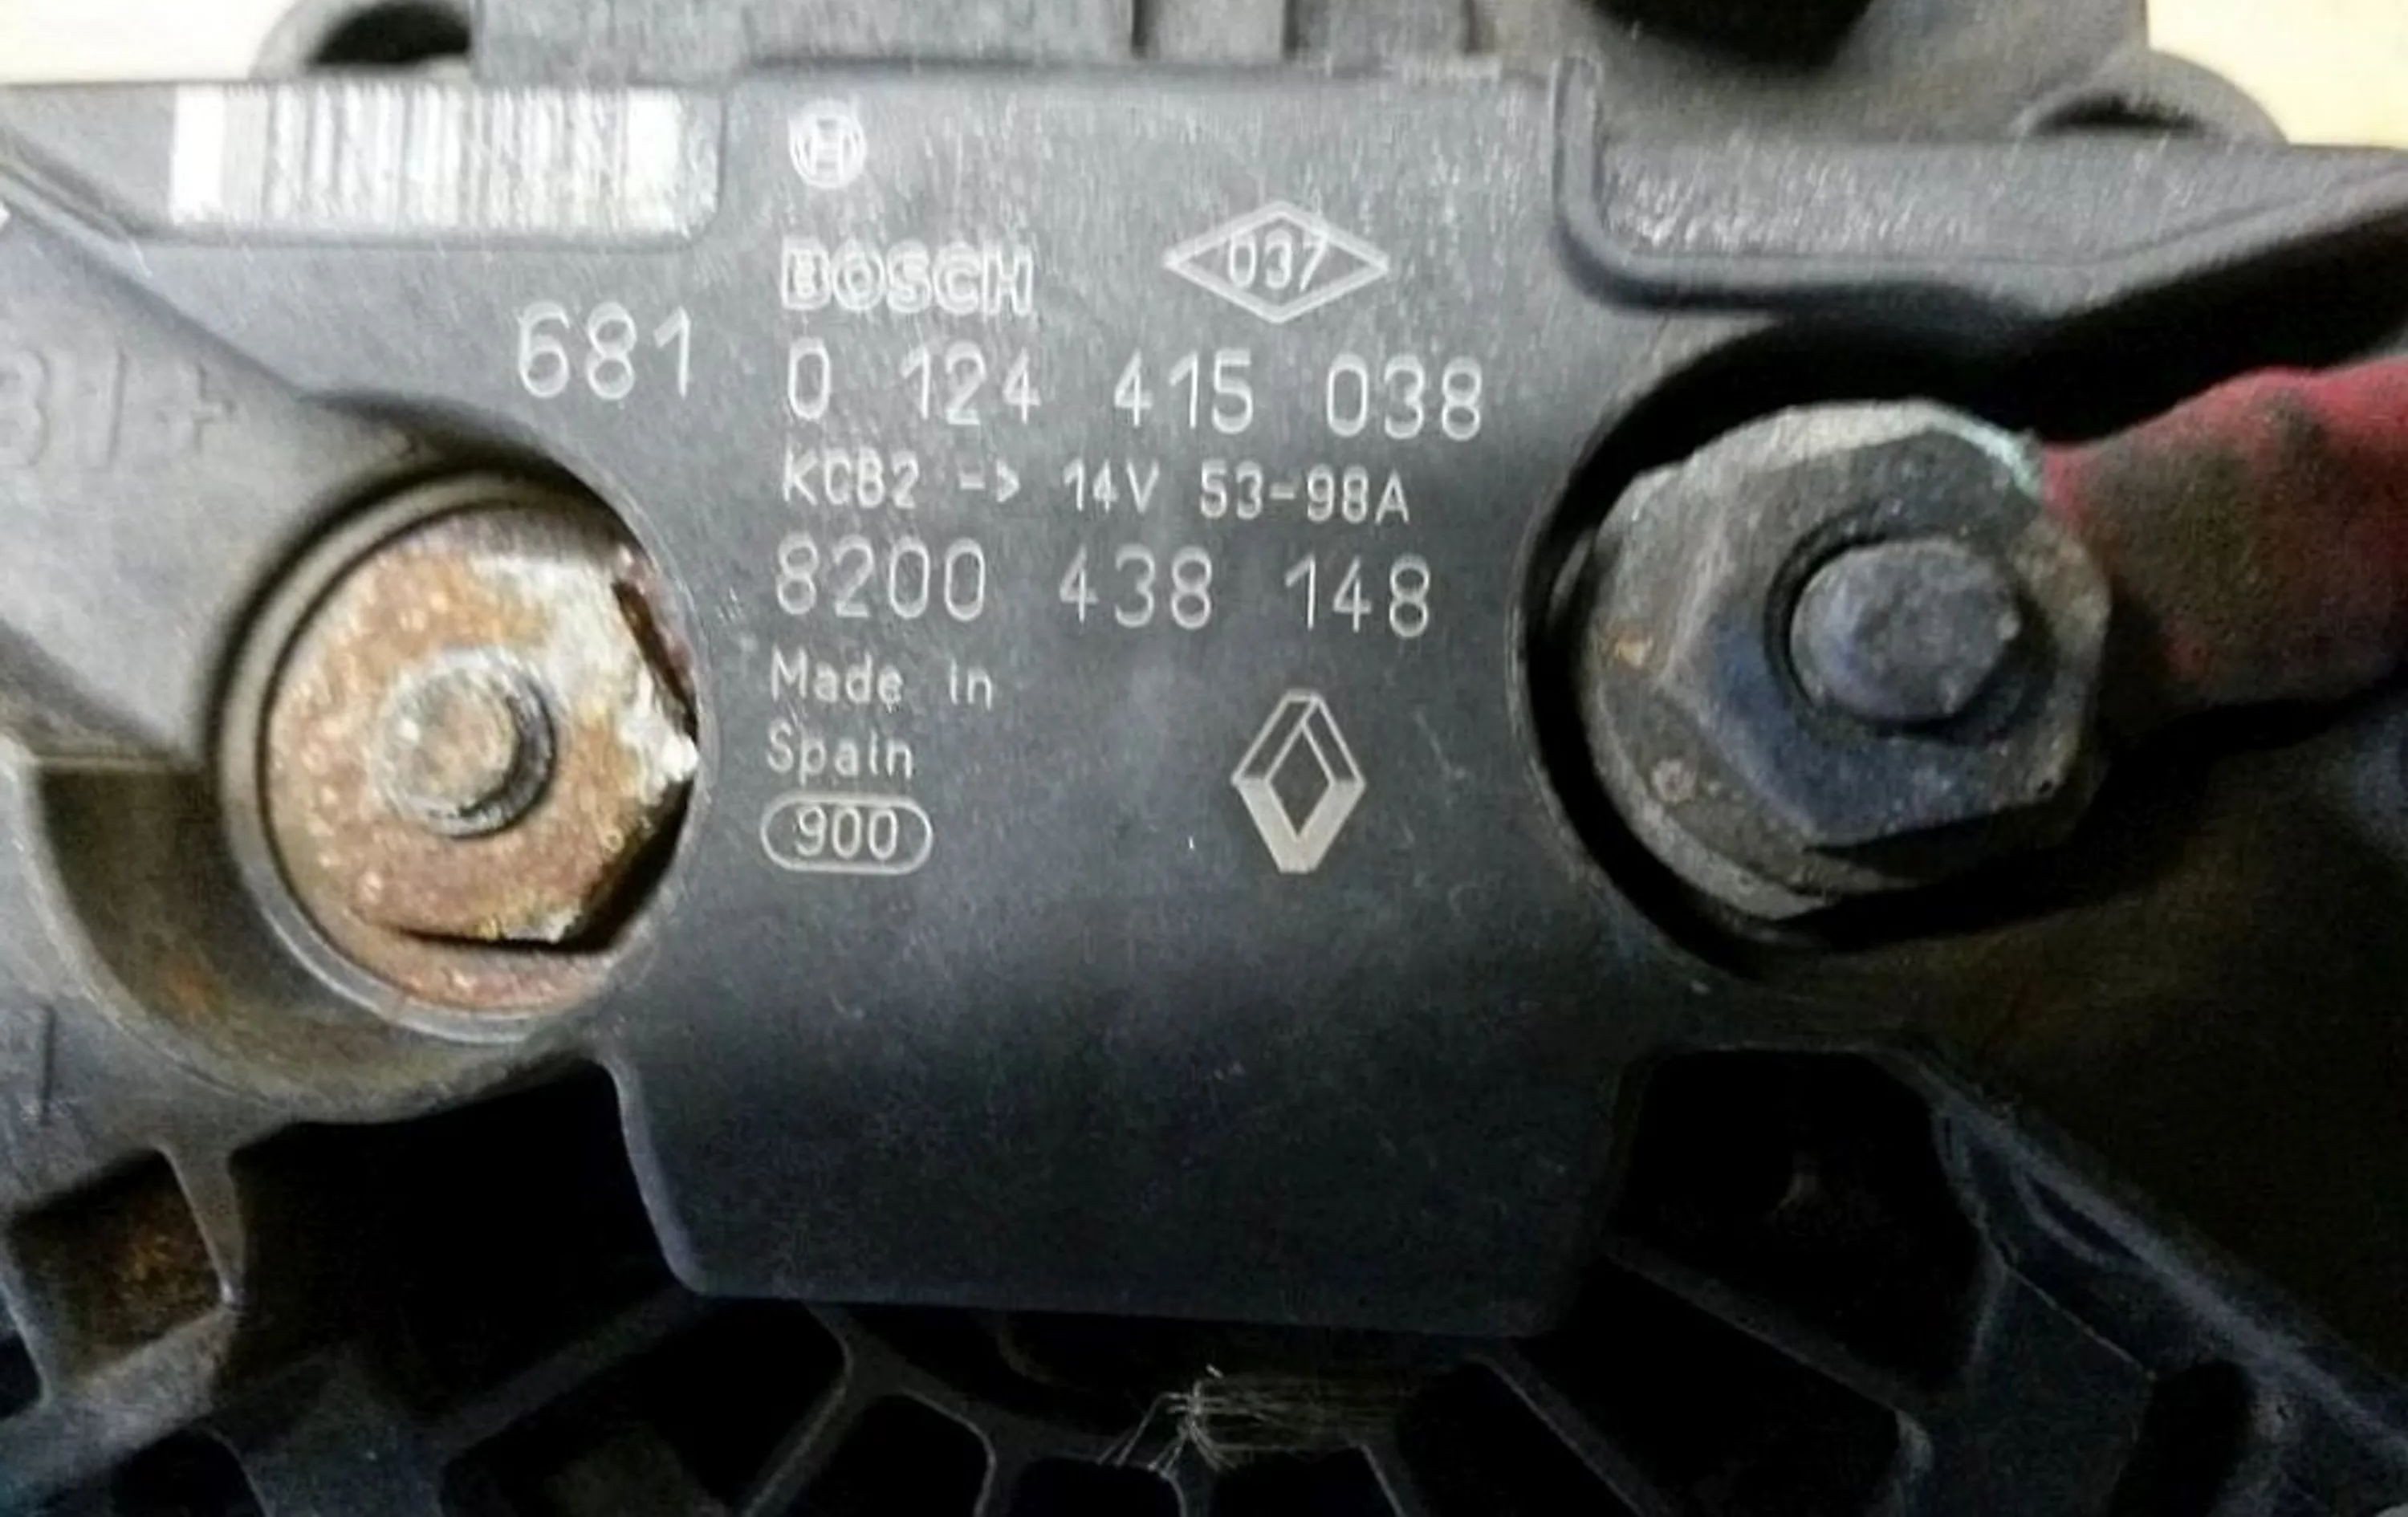 BOSCH
037
681
0 124 415 038
KCB2 -> 14V 53-98A
8200 438 148
Made in
Spain
900